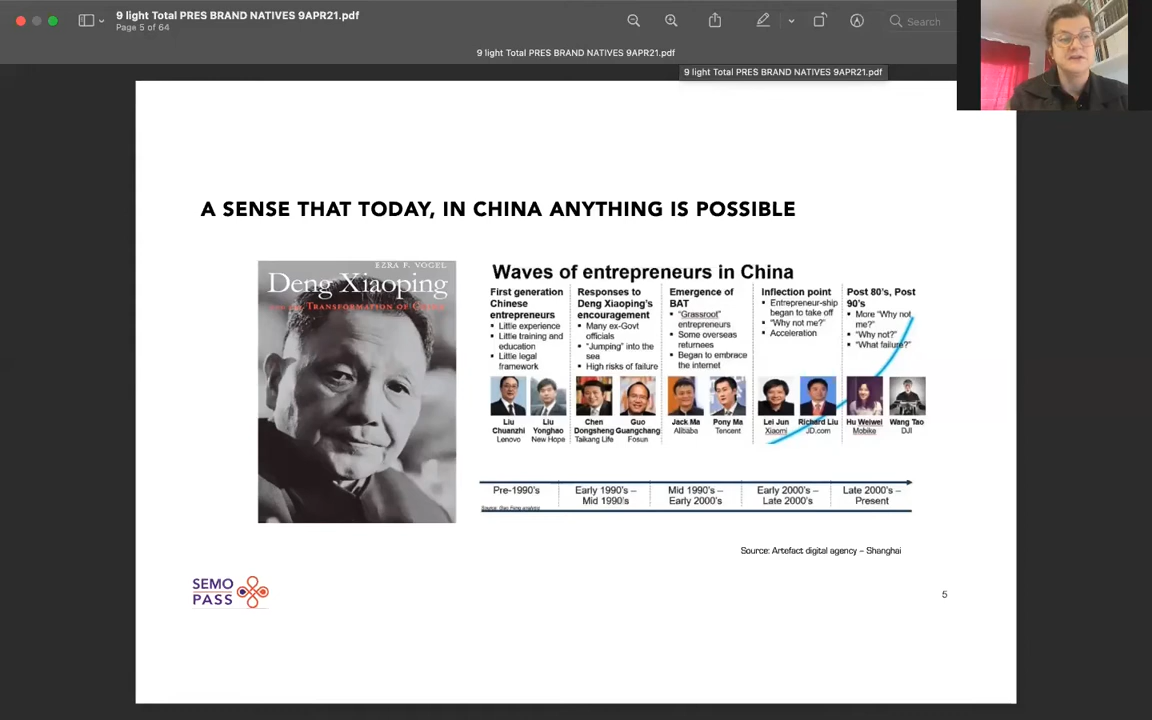 9 light Total PRES BRAND NATIVES 9APR21.pdf
Page 5 of 64
Search
9 light Total PRES BRAND NATIVES 9APR21.pdf
9 light Total PRES BRAND NATIVES 9APR21.pdf
A SENSE THAT TODAY, IN CHINA ANYTHING IS POSSIBLE
EZRA F. VOGEL
Deng Xiaoping
TRANSFORMATION OF
Waves of entrepreneurs in China
First generation
Chinese
entrepreneurs
▪ Little experience
▪ Little training and
education
▪ Little legal
framework
Liu
Chuanzhi
Lenovo
Liu
Yonghao
New Hope
Responses to
Deng Xiaoping's
encouragement
▪ Many ex-Govt
officials
▪ "Jumping" into the
sea
▪ High risks of failure
Chen
Dongsheng
Taikang Life
Guo
Guangchang
Fosun
Emergence of
BAT
▪ "Grassroot"
entrepreneurs
▪ Some overseas
returnees
▪ Began to embrace
the internet
Jack Ma
Alibaba
Pony Ma
Tencent
Inflection point
▪ Entrepreneur-ship
began to take off
▪ "Why not me?"
▪ Acceleration
Lei Jun
Xiaomi
Richard Liu
JD.com
Post 80's, Post
90's
▪ More "Why not
me?"
▪ "Why not?"
▪ "What failure?"
Hu Weiwei
Mobike
Wang Tao
DJI
Pre-1990's
Early 1990's –
Mid 1990's
Mid 1990's –
Early 2000's
Early 2000's –
Late 2000's
Late 2000's –
Present
Source: Artefact digital agency – Shanghai
SEMO
PASS
5